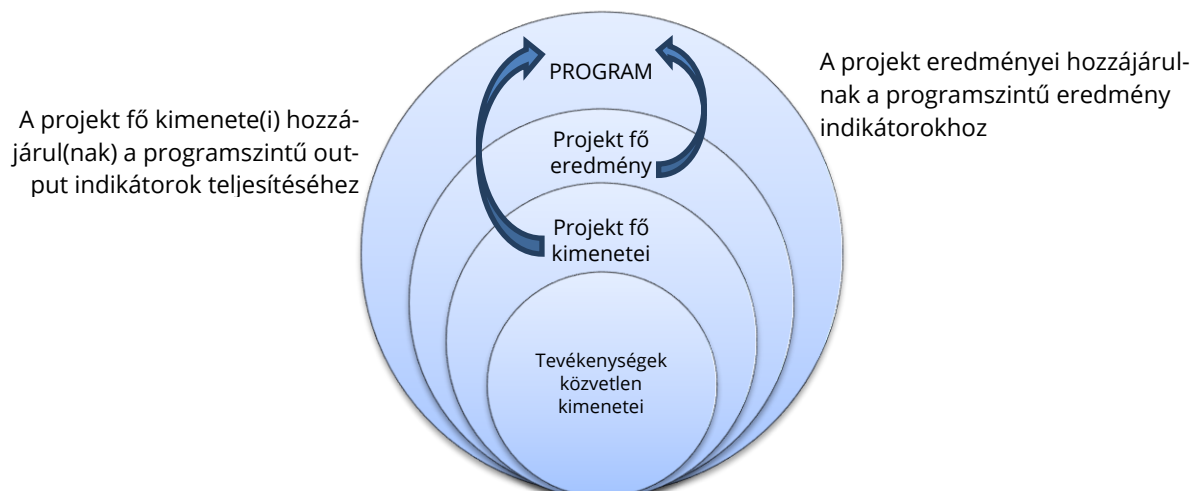 A projekt fő kimenete(i) hozzá-
járul(nak) a programszintű out-
put indikátorok teljesítéséhez
PROGRAM
Projekt fő
eredmény
Projekt fő
kimenetei
Tevékenységek
közvetlen
kimenetei
A projekt eredményei hozzájárul-
nak a programszintű eredmény
indikátorokhoz